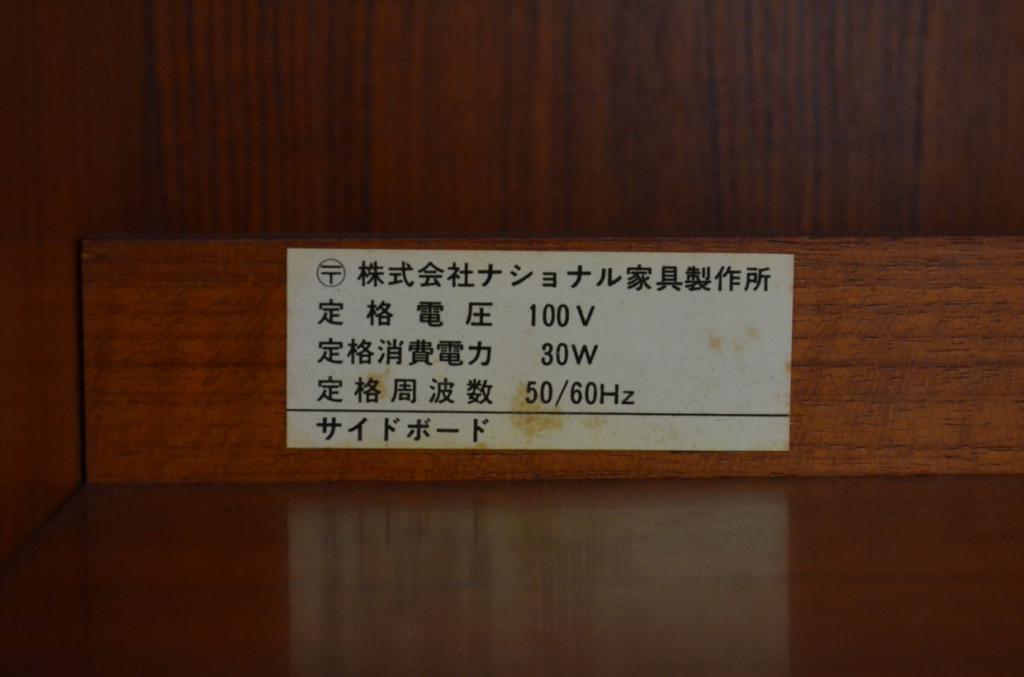 〶 株式会社ナショナル家具製作所
定格電圧 100V
定格消費電力 30W
定格周波数 50/60Hz
サイドボード